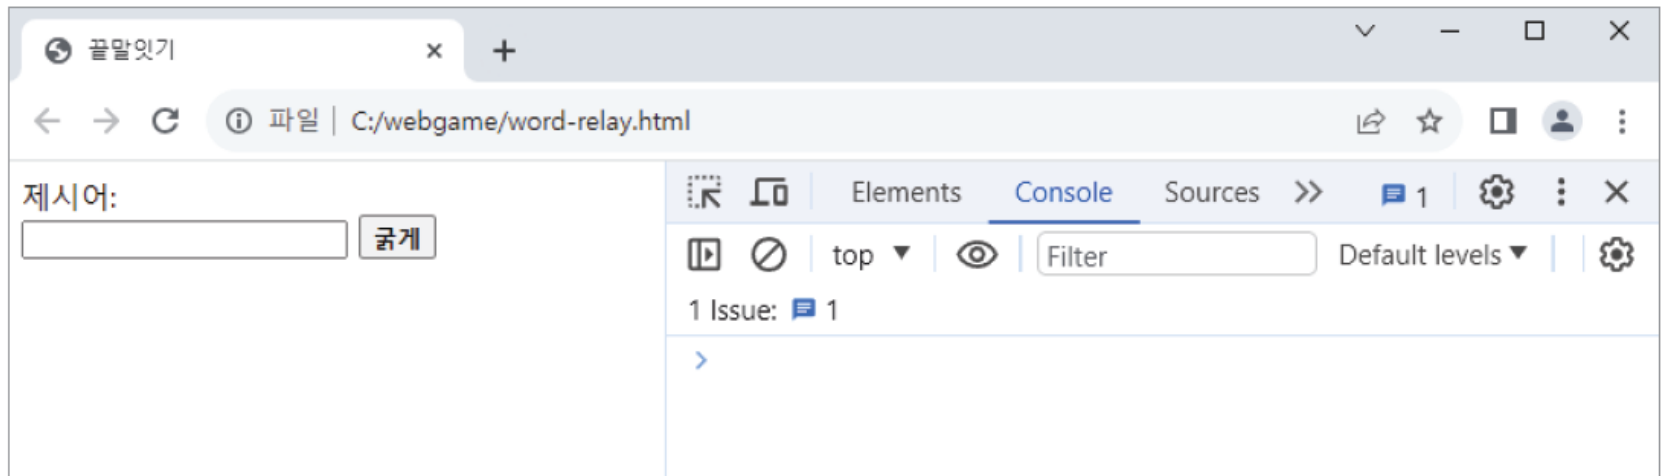 끝말잇기
파일 C:/webgame/word-relay.html
제시어:
굵게
Elements Console Sources 1
top Filter Default levels
1 Issue: 1